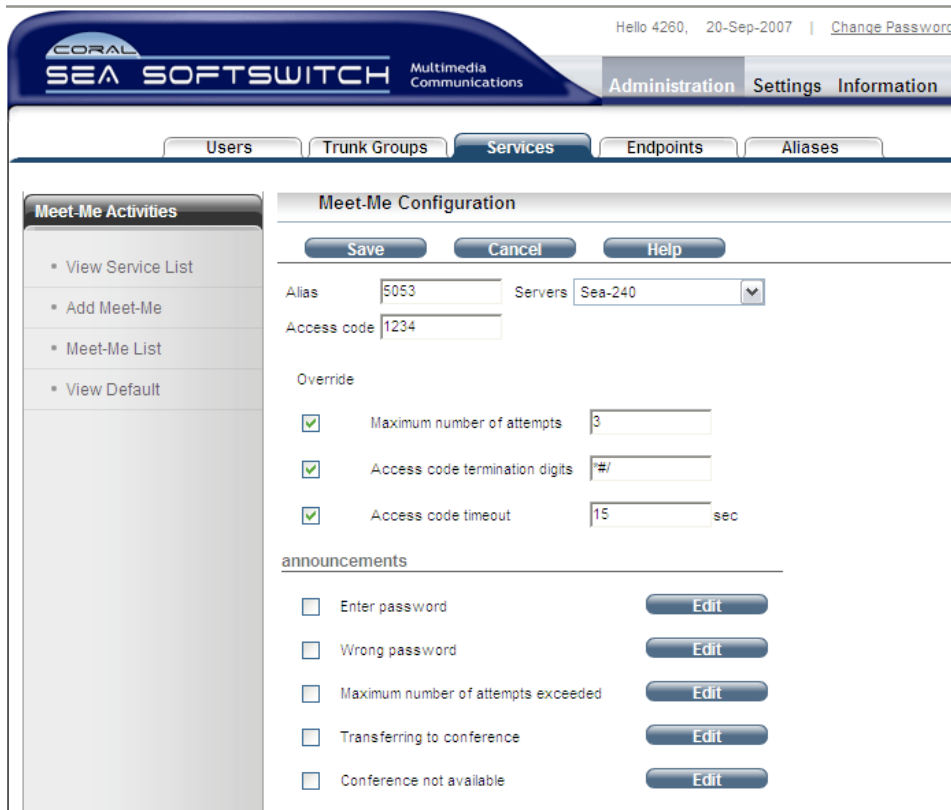 Hello 4260, 20-Sep-2007 | Change Password
CORAL
SEA SOFTSWITCH
Multimedia
Communications
Administration Settings Information
Users Trunk Groups Services Endpoints Aliases
Meet-Me Activities
View Service List
Add Meet-Me
Meet-Me List
View Default
Meet-Me Configuration
Save Cancel Help
Alias 5053 Servers Sea-240
Access code 1234
Override
Maximum number of attempts 3
Access code termination digits *#/
Access code timeout 15 sec
announcements
Enter password Edit
Wrong password Edit
Maximum number of attempts exceeded Edit
Transferring to conference Edit
Conference not available Edit